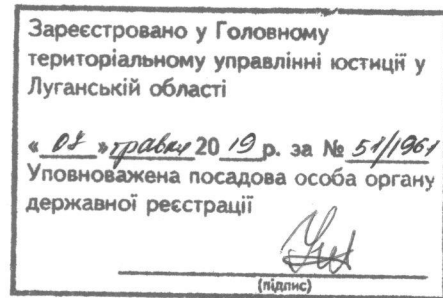 Зареєстровано у Головному
територіальному управлінні юстиції у
Луганській області
« 07 » травня 20 19 р. за № 51/1961
Уповноважена посадова особа органу
державної реєстрації
(підпис)